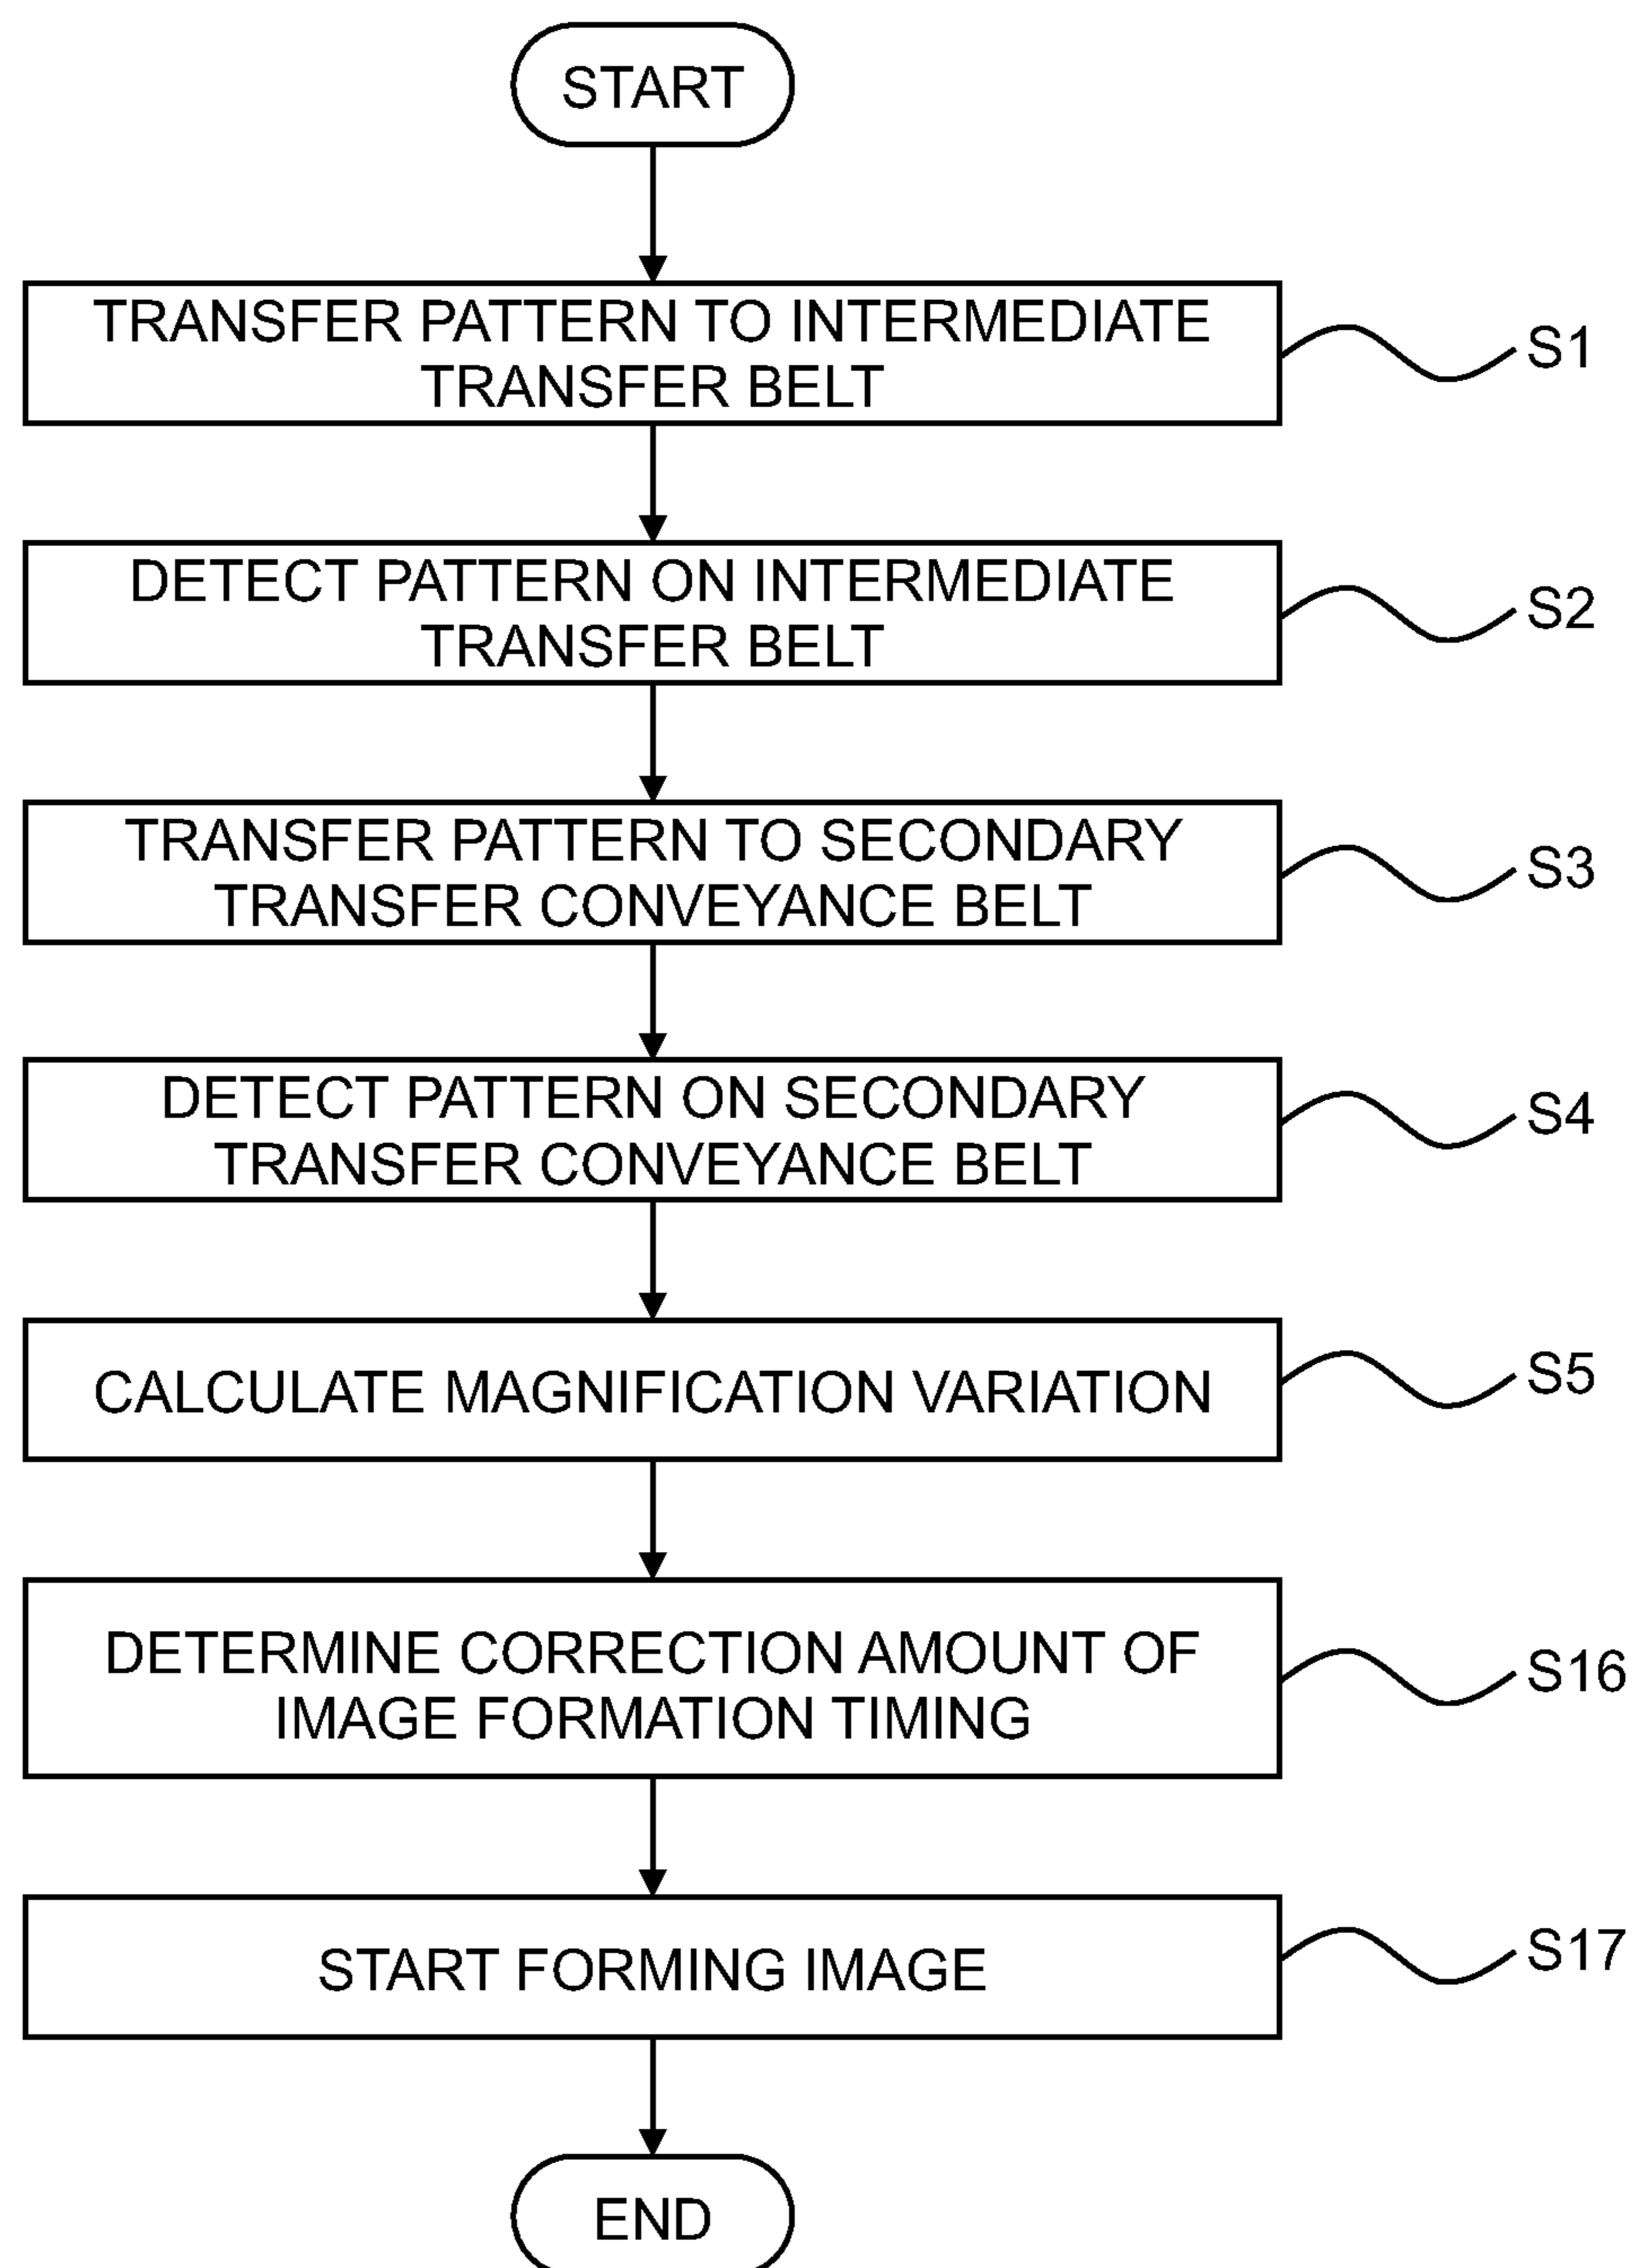 START
TRANSFER PATTERN TO INTERMEDIATE
TRANSFER BELT
S1
DETECT PATTERN ON INTERMEDIATE
TRANSFER BELT
S2
TRANSFER PATTERN TO SECONDARY
TRANSFER CONVEYANCE BELT
S3
DETECT PATTERN ON SECONDARY
TRANSFER CONVEYANCE BELT
S4
CALCULATE MAGNIFICATION VARIATION
S5
DETERMINE CORRECTION AMOUNT OF
IMAGE FORMATION TIMING
S16
START FORMING IMAGE
S17
END